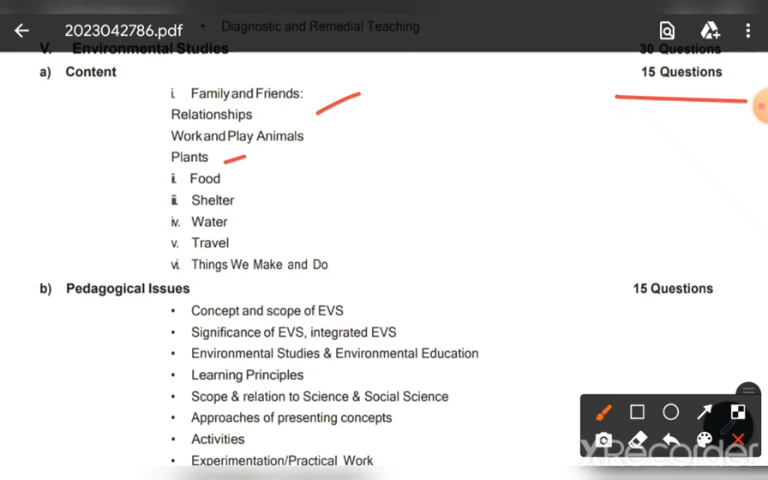 • Diagnostic and Remedial Teaching
2023042786.pdf
V. Environmental Studies 30 Questions
a) Content 15 Questions
i. Family and Friends:
Relationships
Work and Play Animals
Plants
ii. Food
iii. Shelter
iv. Water
v. Travel
vi. Things We Make and Do
b) Pedagogical Issues 15 Questions
• Concept and scope of EVS
• Significance of EVS, integrated EVS
• Environmental Studies & Environmental Education
• Learning Principles
• Scope & relation to Science & Social Science
• Approaches of presenting concepts
• Activities
• Experimentation/Practical Work
XRecorder